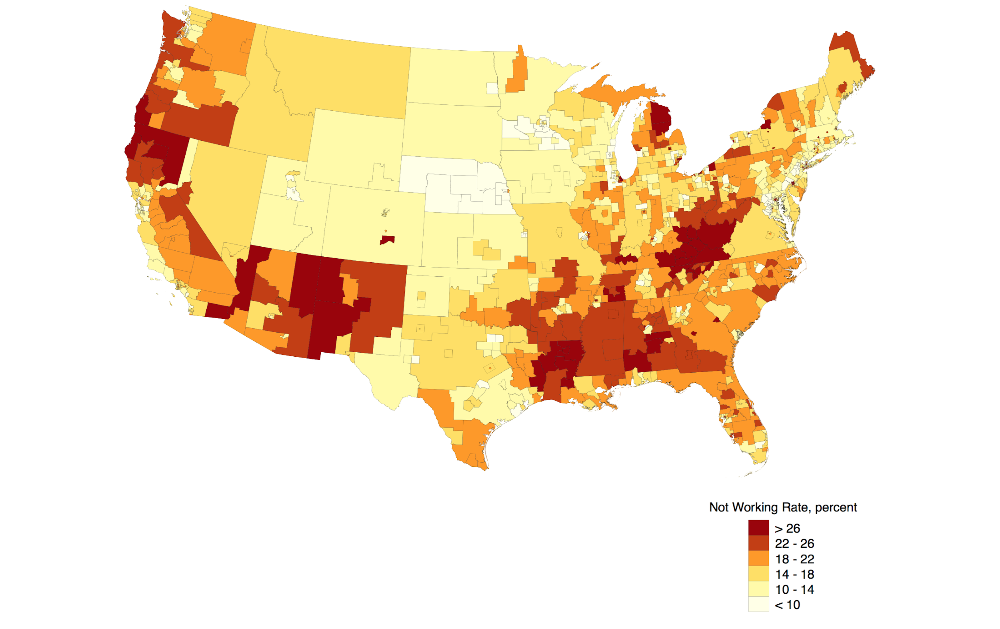 Not Working Rate, percent
> 26
22 - 26
18 - 22
14 - 18
10 - 14
< 10